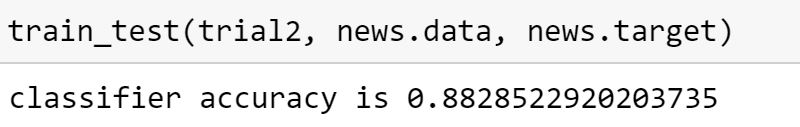 train_test(trial2, news.data, news.target)
classifier accuracy is 0.8828522920203735